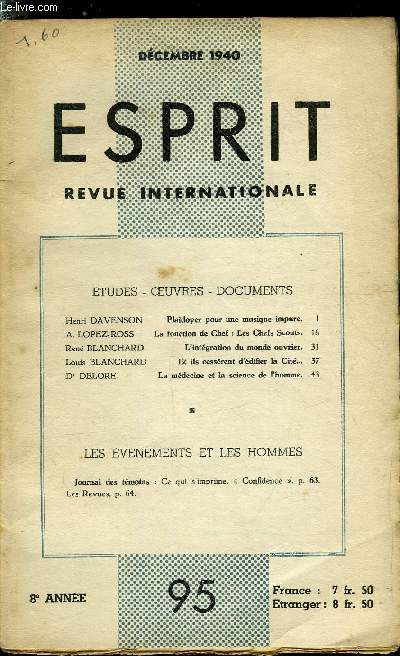 Le-livre.com
1,60
DÉCEMBRE 1940
ESPRIT
REVUE INTERNATIONALE
ETUDES - ŒUVRES - DOCUMENTS
Henri DAVENSON Plaidoyer pour une musique impure. 1
A. LOPEZ-ROSS La fonction de Chef : Les Chefs Scouts. 16
René BLANCHARD L'intégration du monde ouvrier. 31
Louis BLANCHARD Et ils cessèrent d'édifier la Cité... 37
Dr DELORE La médecine et la science de l'homme. 43
LES ÉVÉNEMENTS ET LES HOMMES
Journal des témoins : Ce qui s'imprime. « Confidence ». p. 63.
Les Revues, p. 64.
8e ANNÉE
95
France : 7 fr. 50
Etranger : 8 fr. 50